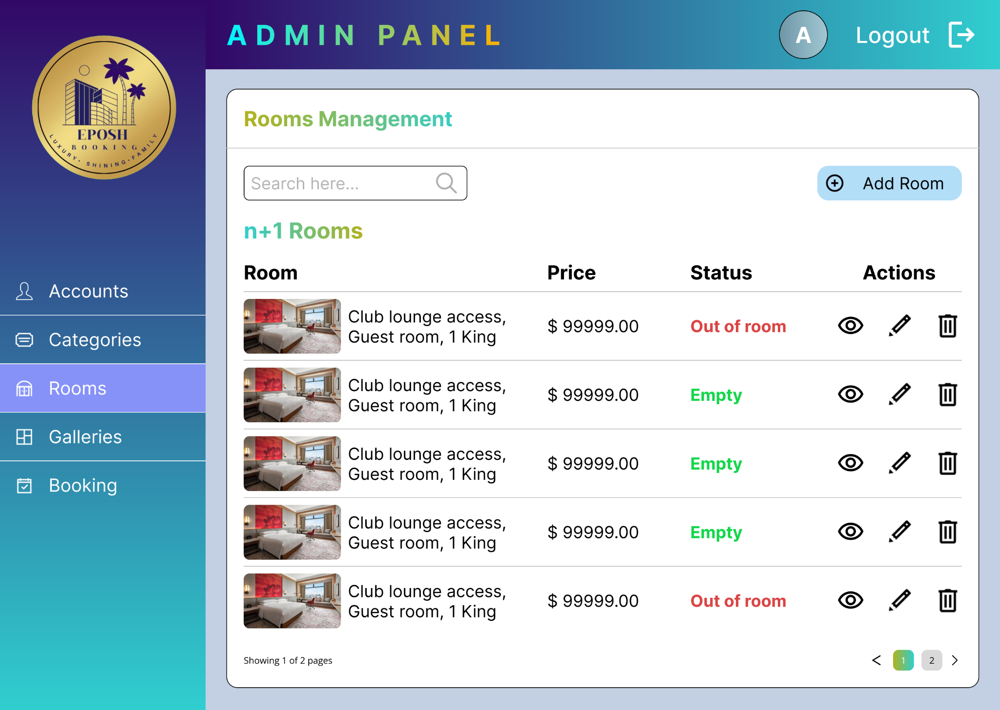 ADMIN PANEL
A
Logout
EPOSH
BOOKING
LUXURY · SHINING · FAMILY
Accounts
Categories
Rooms
Galleries
Booking
Rooms Management
Search here...
Add Room
n+1 Rooms
Room Price Status Actions
Club lounge access,
Guest room, 1 King
$ 99999.00
Out of room
Club lounge access,
Guest room, 1 King
$ 99999.00
Empty
Club lounge access,
Guest room, 1 King
$ 99999.00
Empty
Club lounge access,
Guest room, 1 King
$ 99999.00
Empty
Club lounge access,
Guest room, 1 King
$ 99999.00
Out of room
Showing 1 of 2 pages
< 1 2 >